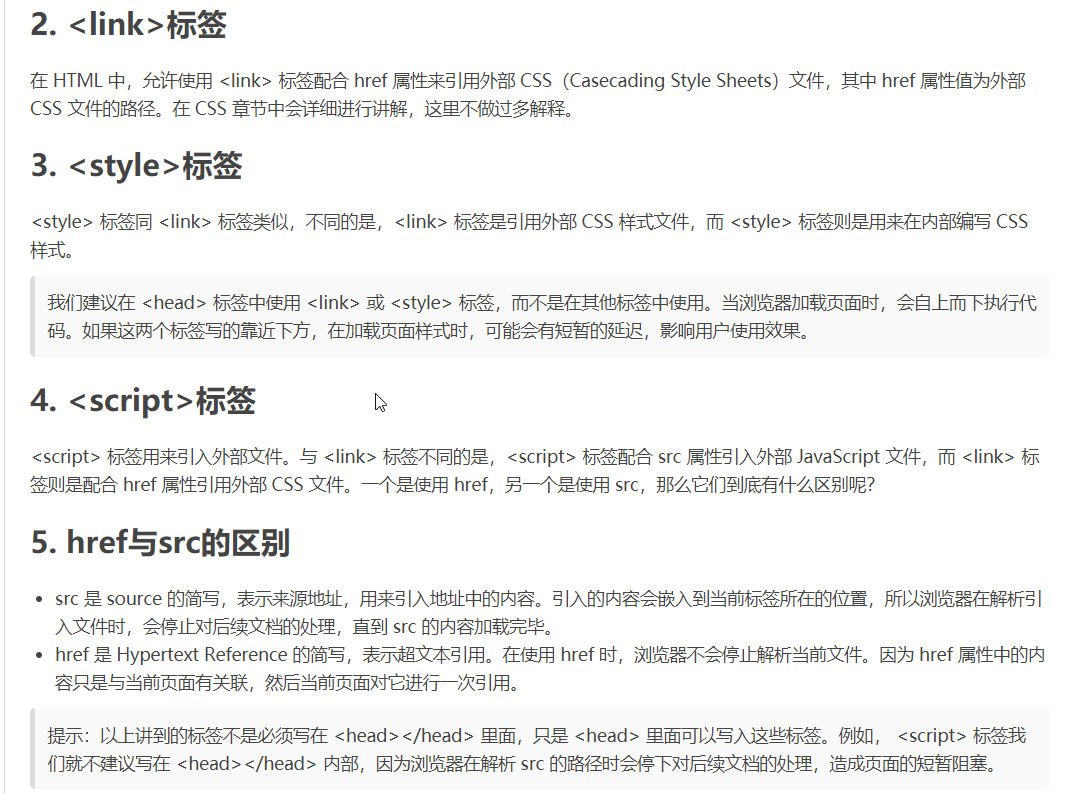 2. <link>标签
在 HTML 中，允许使用 <link> 标签配合 href 属性来引用外部 CSS（Casecading Style Sheets）文件，其中 href 属性值为外部
CSS 文件的路径。在 CSS 章节中会详细进行讲解，这里不做过多解释。
3. <style>标签
<style> 标签同 <link> 标签类似，不同的是，<link> 标签是引用外部 CSS 样式文件，而 <style> 标签则是用来在内部编写 CSS
样式。
我们建议在 <head> 标签中使用 <link> 或 <style> 标签，而不是在其他标签中使用。当浏览器加载页面时，会自上而下执行代
码。如果这两个标签写的靠近下方，在加载页面样式时，可能会有短暂的延迟，影响用户使用效果。
4. <script>标签
<script> 标签用来引入外部文件。与 <link> 标签不同的是，<script> 标签配合 src 属性引入外部 JavaScript 文件，而 <link> 标
签则是配合 href 属性引用外部 CSS 文件。一个是使用 href，另一个是使用 src，那么它们到底有什么区别呢？
5. href与src的区别
• src 是 source 的简写，表示来源地址，用来引入地址中的内容。引入的内容会嵌入到当前标签所在的位置，所以浏览器在解析引
入文件时，会停止对后续文档的处理，直到 src 的内容加载完毕。
• href 是 Hypertext Reference 的简写，表示超文本引用。在使用 href 时，浏览器不会停止解析当前文件。因为 href 属性中的内
容只是与当前页面有关联，然后当前页面对它进行一次引用。
提示：以上讲到的标签不是必须写在 <head></head> 里面，只是 <head> 里面可以写入这些标签。例如， <script> 标签我
们就不建议写在 <head></head> 内部，因为浏览器在解析 src 的路径时会停下对后续文档的处理，造成页面的短暂阻塞。